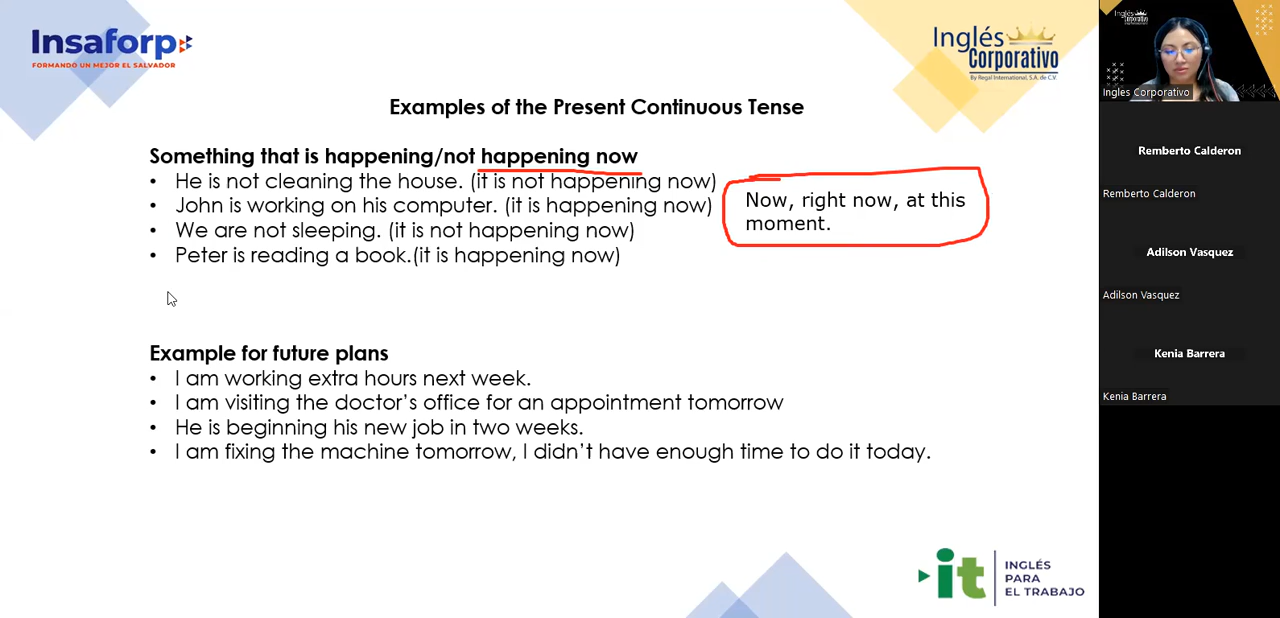 Insaforp
FORMANDO UN MEJOR EL SALVADOR
Inglés
Corporativo
By Regal International, S.A. de C.V.
Examples of the Present Continuous Tense
Something that is happening/not happening now
• He is not cleaning the house. (it is not happening now)
• John is working on his computer. (it is happening now)
• We are not sleeping. (it is not happening now)
• Peter is reading a book.(it is happening now)
Now, right now, at this
moment.
Example for future plans
• I am working extra hours next week.
• I am visiting the doctor's office for an appointment tomorrow
• He is beginning his new job in two weeks.
• I am fixing the machine tomorrow, I didn't have enough time to do it today.
it
INGLÉS
PARA
EL TRABAJO
Inglés
Corporativo
Ingles Corporativo
Remberto Calderon
Remberto Calderon
Adilson Vasquez
Adilson Vasquez
Kenia Barrera
Kenia Barrera